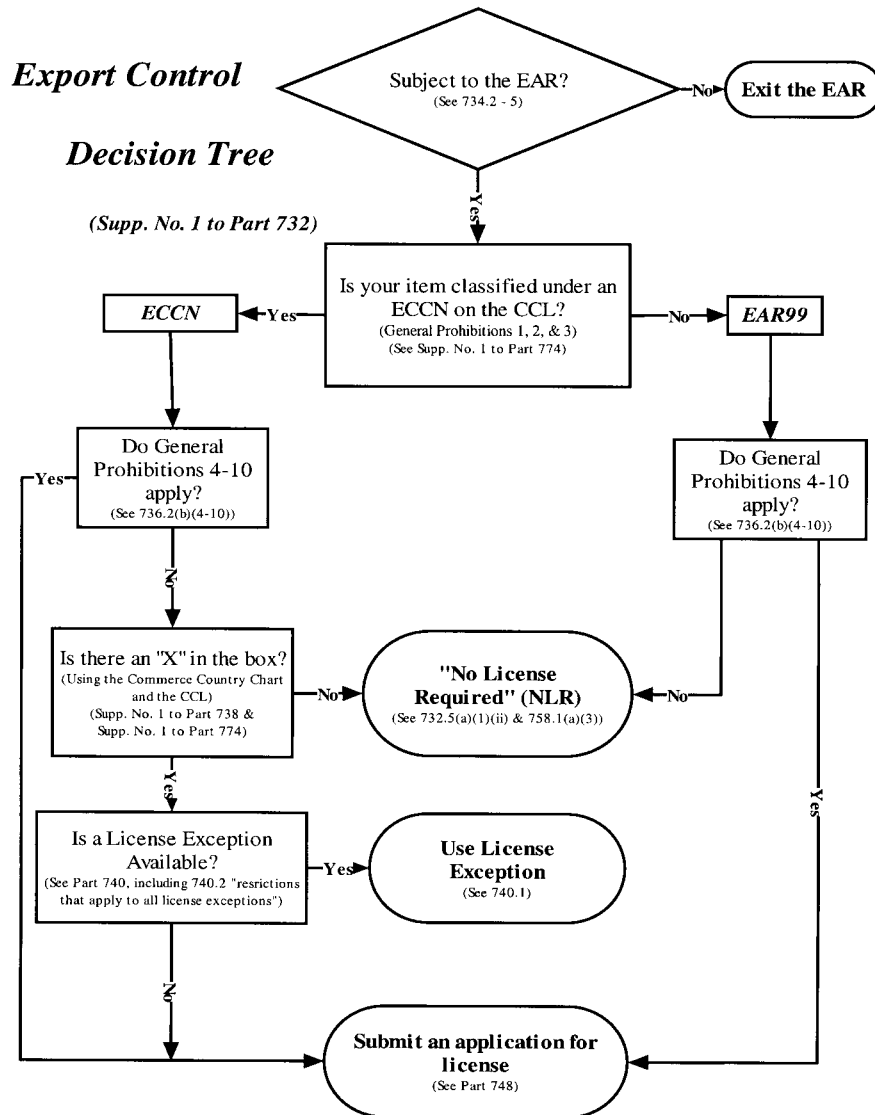 Export Control
Decision Tree
(Supp. No. 1 to Part 732)
Subject to the EAR?
(See 734.2 - 5)
No
Exit the EAR
Yes
Is your item classified under an
ECCN on the CCL?
(General Prohibitions 1, 2, & 3)
(See Supp. No. 1 to Part 774)
Yes
ECCN
No
EAR99
Do General
Prohibitions 4-10
apply?
(See 736.2(b)(4-10))
Yes
No
Do General
Prohibitions 4-10
apply?
(See 736.2(b)(4-10))
No
Yes
Is there an "X" in the box?
(Using the Commerce Country Chart
and the CCL)
(Supp. No. 1 to Part 738 &
Supp. No. 1 to Part 774)
No
"No License
Required" (NLR)
(See 732.5(a)(1)(ii) & 758.1(a)(3))
Yes
Is a License Exception
Available?
(See Part 740, including 740.2 "resrictions
that apply to all license exceptions")
Yes
Use License
Exception
(See 740.1)
No
Submit an application for
license
(See Part 748)